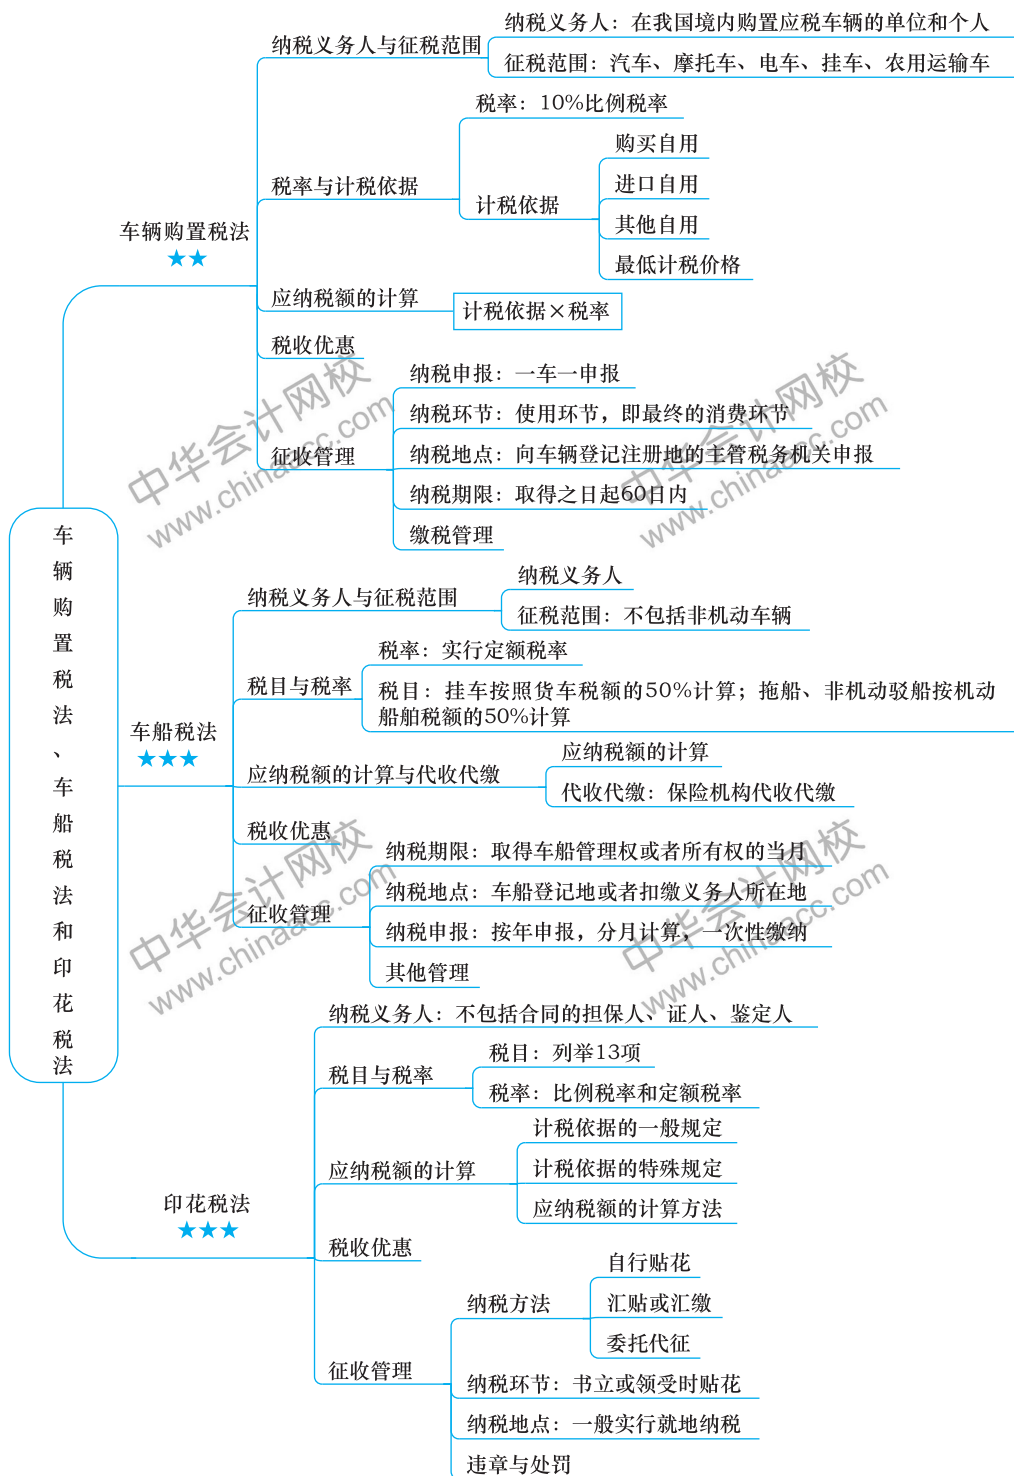 车辆购置税法、车船税法和印花税法
车辆购置税法
★★
纳税义务人与征税范围
纳税义务人：在我国境内购置应税车辆的单位和个人
征税范围：汽车、摩托车、电车、挂车、农用运输车
税率与计税依据
税率：10%比例税率
计税依据
购买自用
进口自用
其他自用
最低计税价格
应纳税额的计算
计税依据×税率
税收优惠
征收管理
纳税申报：一车一申报
纳税环节：使用环节，即最终的消费环节
纳税地点：向车辆登记注册地的主管税务机关申报
纳税期限：取得之日起60日内
缴税管理
车船税法
★★★
纳税义务人与征税范围
纳税义务人
征税范围：不包括非机动车辆
税目与税率
税率：实行定额税率
税目：挂车按照货车税额的50%计算；拖船、非机动驳船按机动
船舶税额的50%计算
应纳税额的计算与代收代缴
应纳税额的计算
代收代缴：保险机构代收代缴
税收优惠
征收管理
纳税期限：取得车船管理权或者所有权的当月
纳税地点：车船登记地或者扣缴义务人所在地
纳税申报：按年申报，分月计算，一次性缴纳
其他管理
印花税法
★★★
纳税义务人：不包括合同的担保人、证人、鉴定人
税目与税率
税目：列举13项
税率：比例税率和定额税率
应纳税额的计算
计税依据的一般规定
计税依据的特殊规定
应纳税额的计算方法
税收优惠
征收管理
纳税方法
自行贴花
汇贴或汇缴
委托代征
纳税环节：书立或领受时贴花
纳税地点：一般实行就地纳税
违章与处罚
中华会计网校
www.chinaacc.com
中华会计网校
www.chinaacc.com
中华会计网校
www.chinaacc.com
中华会计网校
www.chinaacc.com